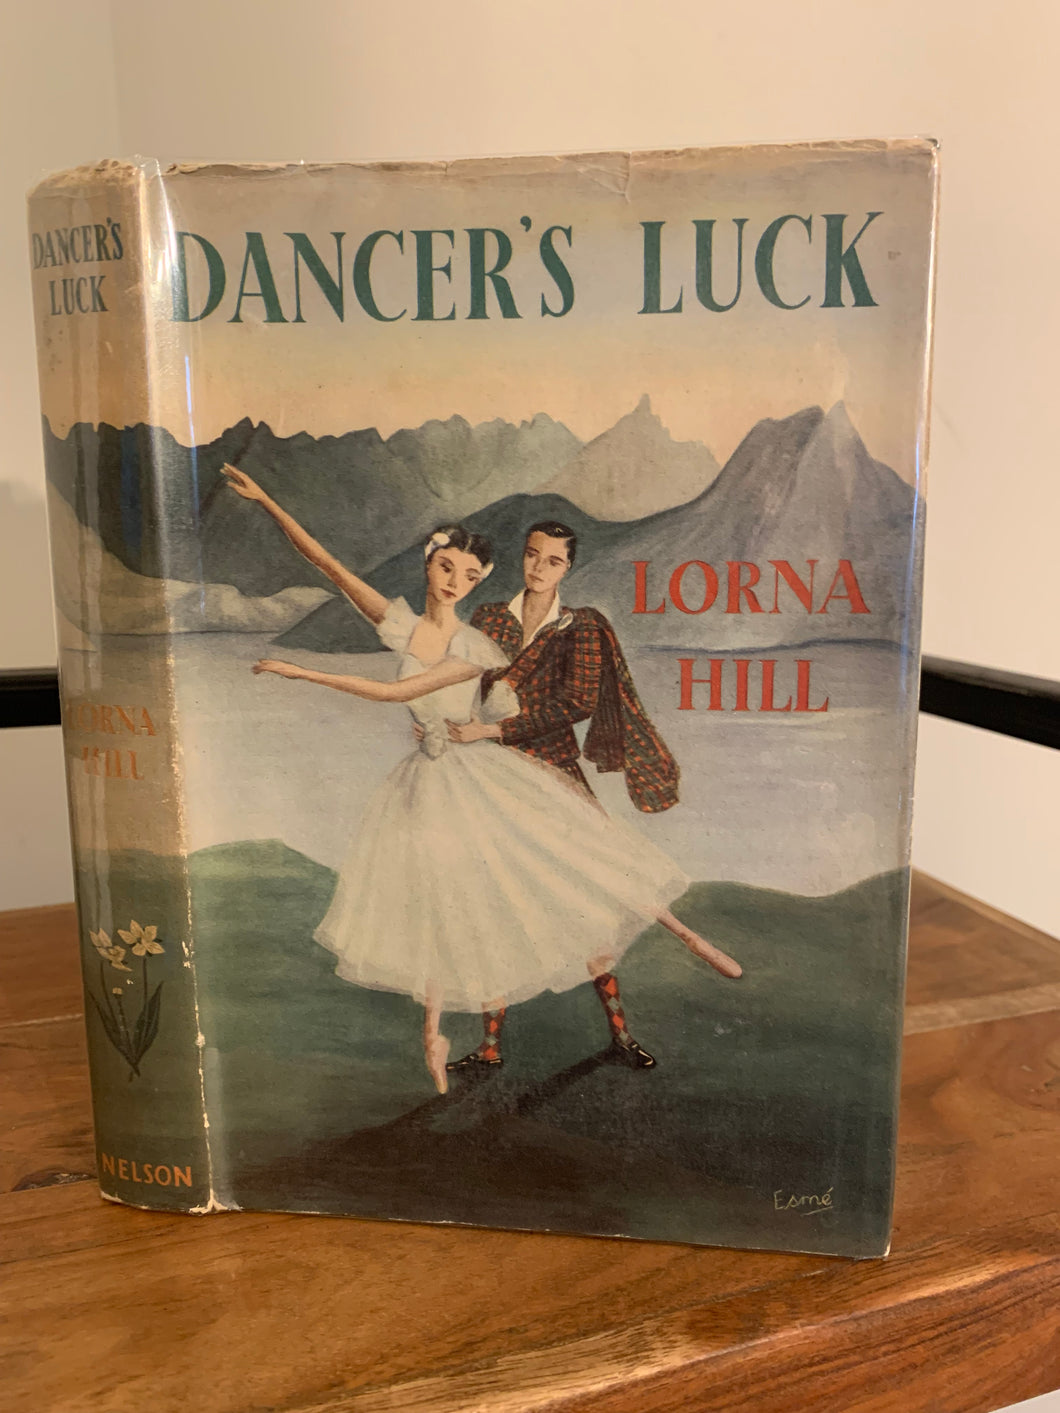 DANCER'S
LUCK
LORNA
HILL
NELSON
DANCER'S LUCK
LORNA
HILL
Esmé